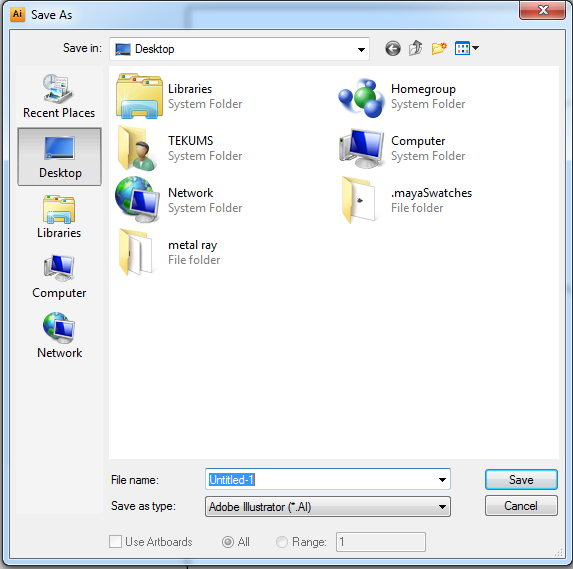 Ai Save As
Save in: Desktop
Recent Places
Desktop
Libraries
Computer
Network
Libraries
System Folder
Homegroup
System Folder
TEKUMS
System Folder
Computer
System Folder
Network
System Folder
.mayaSwatches
File folder
metal ray
File folder
File name: Untitled-1 Save
Save as type: Adobe Illustrator (*.AI) Cancel
Use Artboards All Range: 1